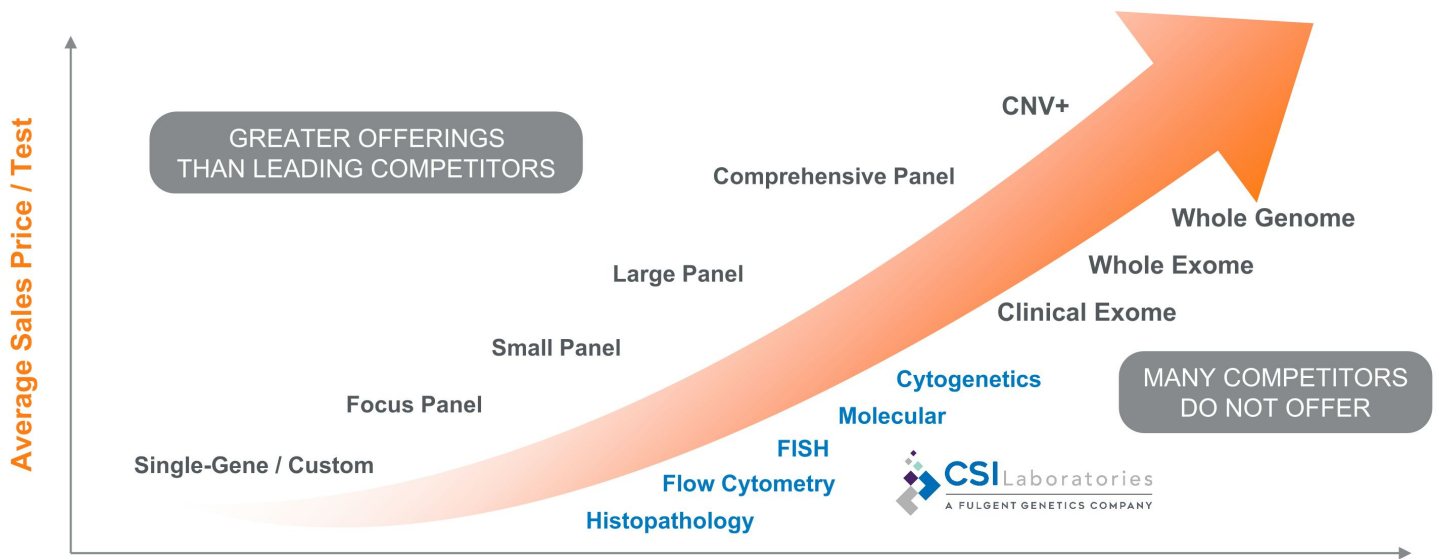 Average Sales Price / Test
GREATER OFFERINGS
THAN LEADING COMPETITORS
CNV+
Comprehensive Panel
Large Panel
Small Panel
Focus Panel
Single-Gene / Custom
Whole Genome
Whole Exome
Clinical Exome
MANY COMPETITORS
DO NOT OFFER
Cytogenetics
Molecular
FISH
Flow Cytometry
Histopathology
CSI Laboratories
A FULGENT GENETICS COMPANY